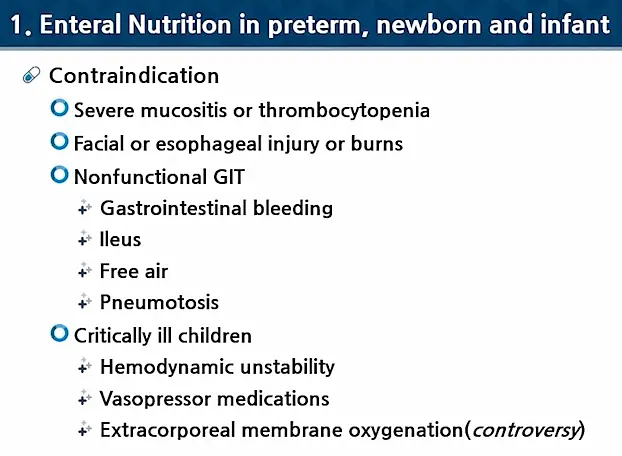 1. Enteral Nutrition in preterm, newborn and infant
Contraindication
Severe mucositis or thrombocytopenia
Facial or esophageal injury or burns
Nonfunctional GIT
Gastrointestinal bleeding
Ileus
Free air
Pneumotosis
Critically ill children
Hemodynamic unstability
Vasopressor medications
Extracorporeal membrane oxygenation(controversy)